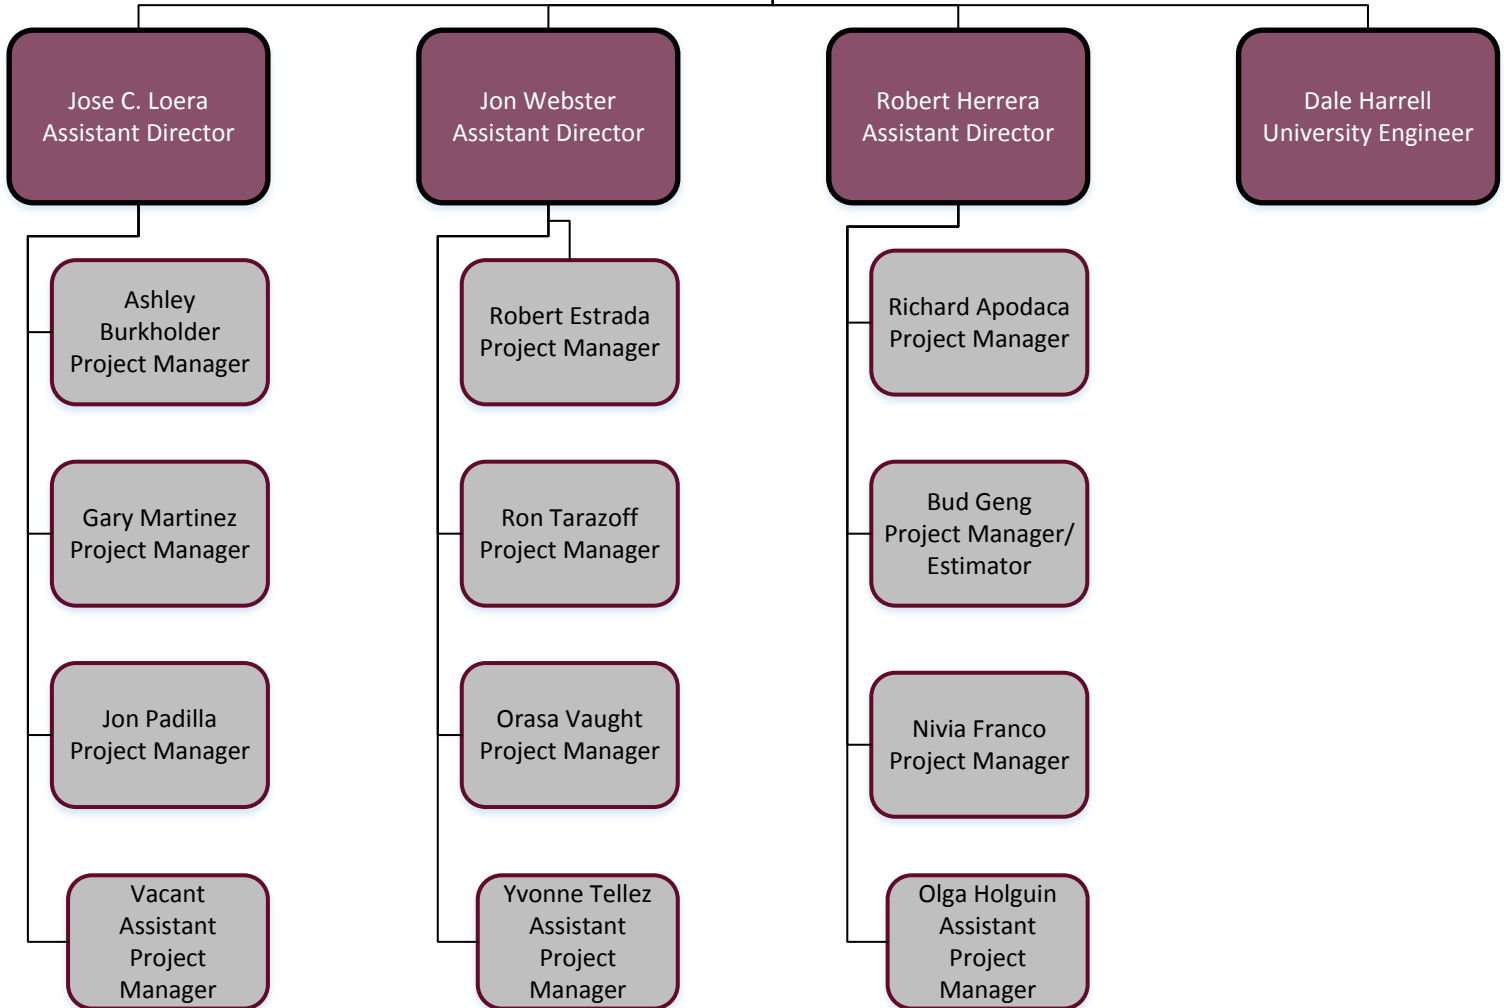 Jose C. Loera
Assistant Director
Jon Webster
Assistant Director
Robert Herrera
Assistant Director
Dale Harrell
University Engineer
Ashley
Burkholder
Project Manager
Robert Estrada
Project Manager
Richard Apodaca
Project Manager
Gary Martinez
Project Manager
Ron Tarazoff
Project Manager
Bud Geng
Project Manager/
Estimator
Jon Padilla
Project Manager
Orasa Vaught
Project Manager
Nivia Franco
Project Manager
Vacant
Assistant
Project
Manager
Yvonne Tellez
Assistant
Project
Manager
Olga Holguin
Assistant
Project
Manager